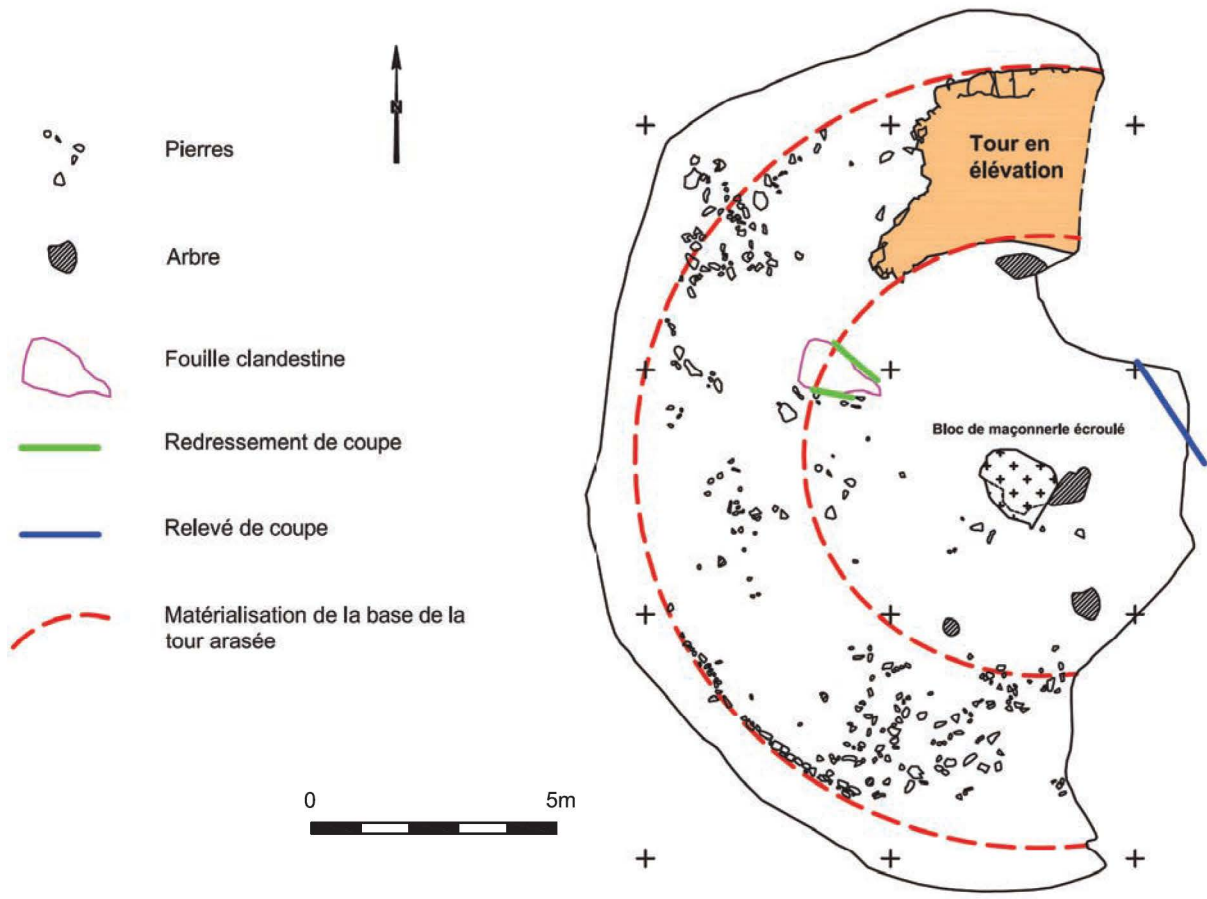 N
Pierres
Arbre
Fouille clandestine
Redressement de coupe
Relevé de coupe
Matérialisation de la base de la
tour arasée
0 5m
Tour en
élévation
Bloc de maçonnerie écroulé